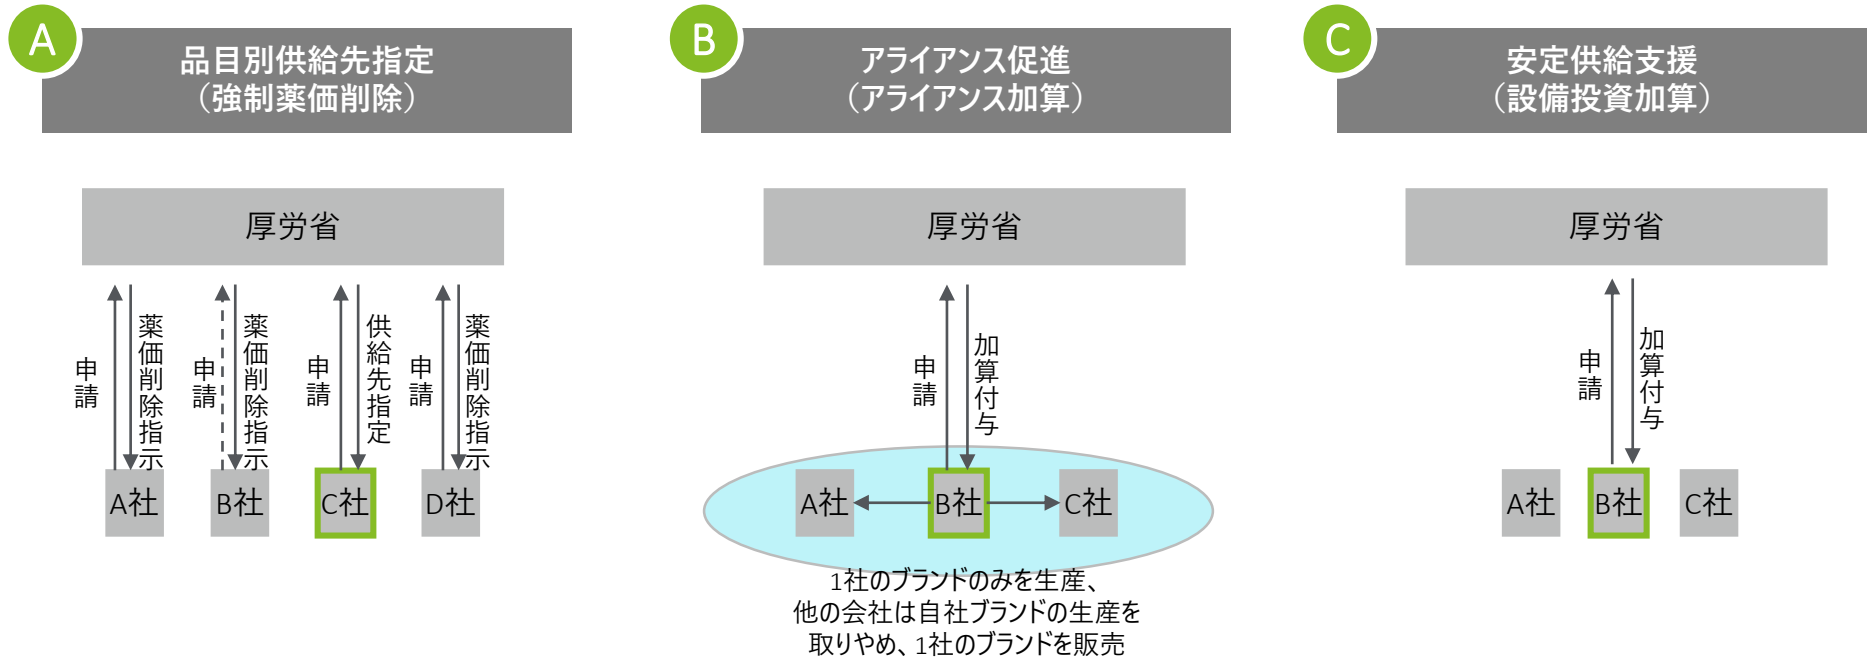 A
品目別供給先指定
（強制薬価削除）
厚労省
申請
薬価削除指示
申請
薬価削除指示
申請
供給先指定
申請
薬価削除指示
A社
B社
C社
D社
B
アライアンス促進
（アライアンス加算）
厚労省
申請
加算付与
A社
B社
C社
1社のブランドのみを生産、
他の会社は自社ブランドの生産を
取りやめ、1社のブランドを販売
C
安定供給支援
（設備投資加算）
厚労省
申請
加算付与
A社
B社
C社